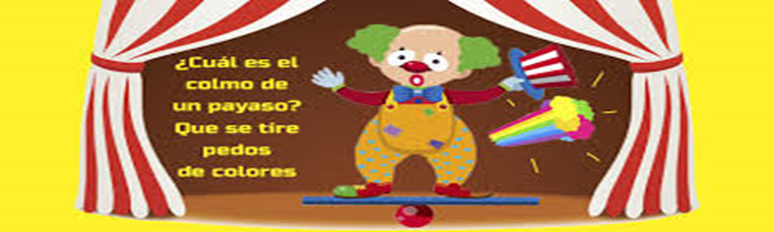 ¿Cuál es el
colmo de
un payaso?
Que se tire
pedos
de colores